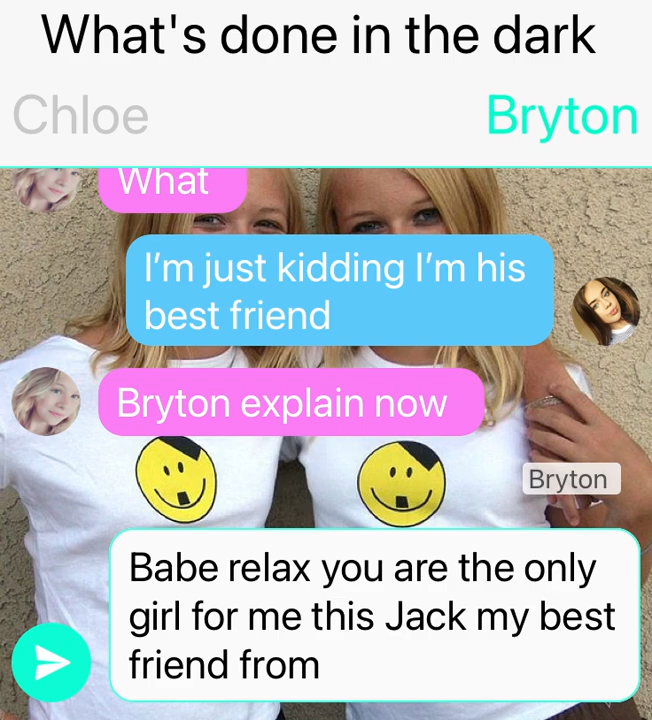 What's done in the dark
Chloe
Bryton
What
I'm just kidding I'm his
best friend
Bryton explain now
Bryton
Babe relax you are the only
girl for me this Jack my best
friend from